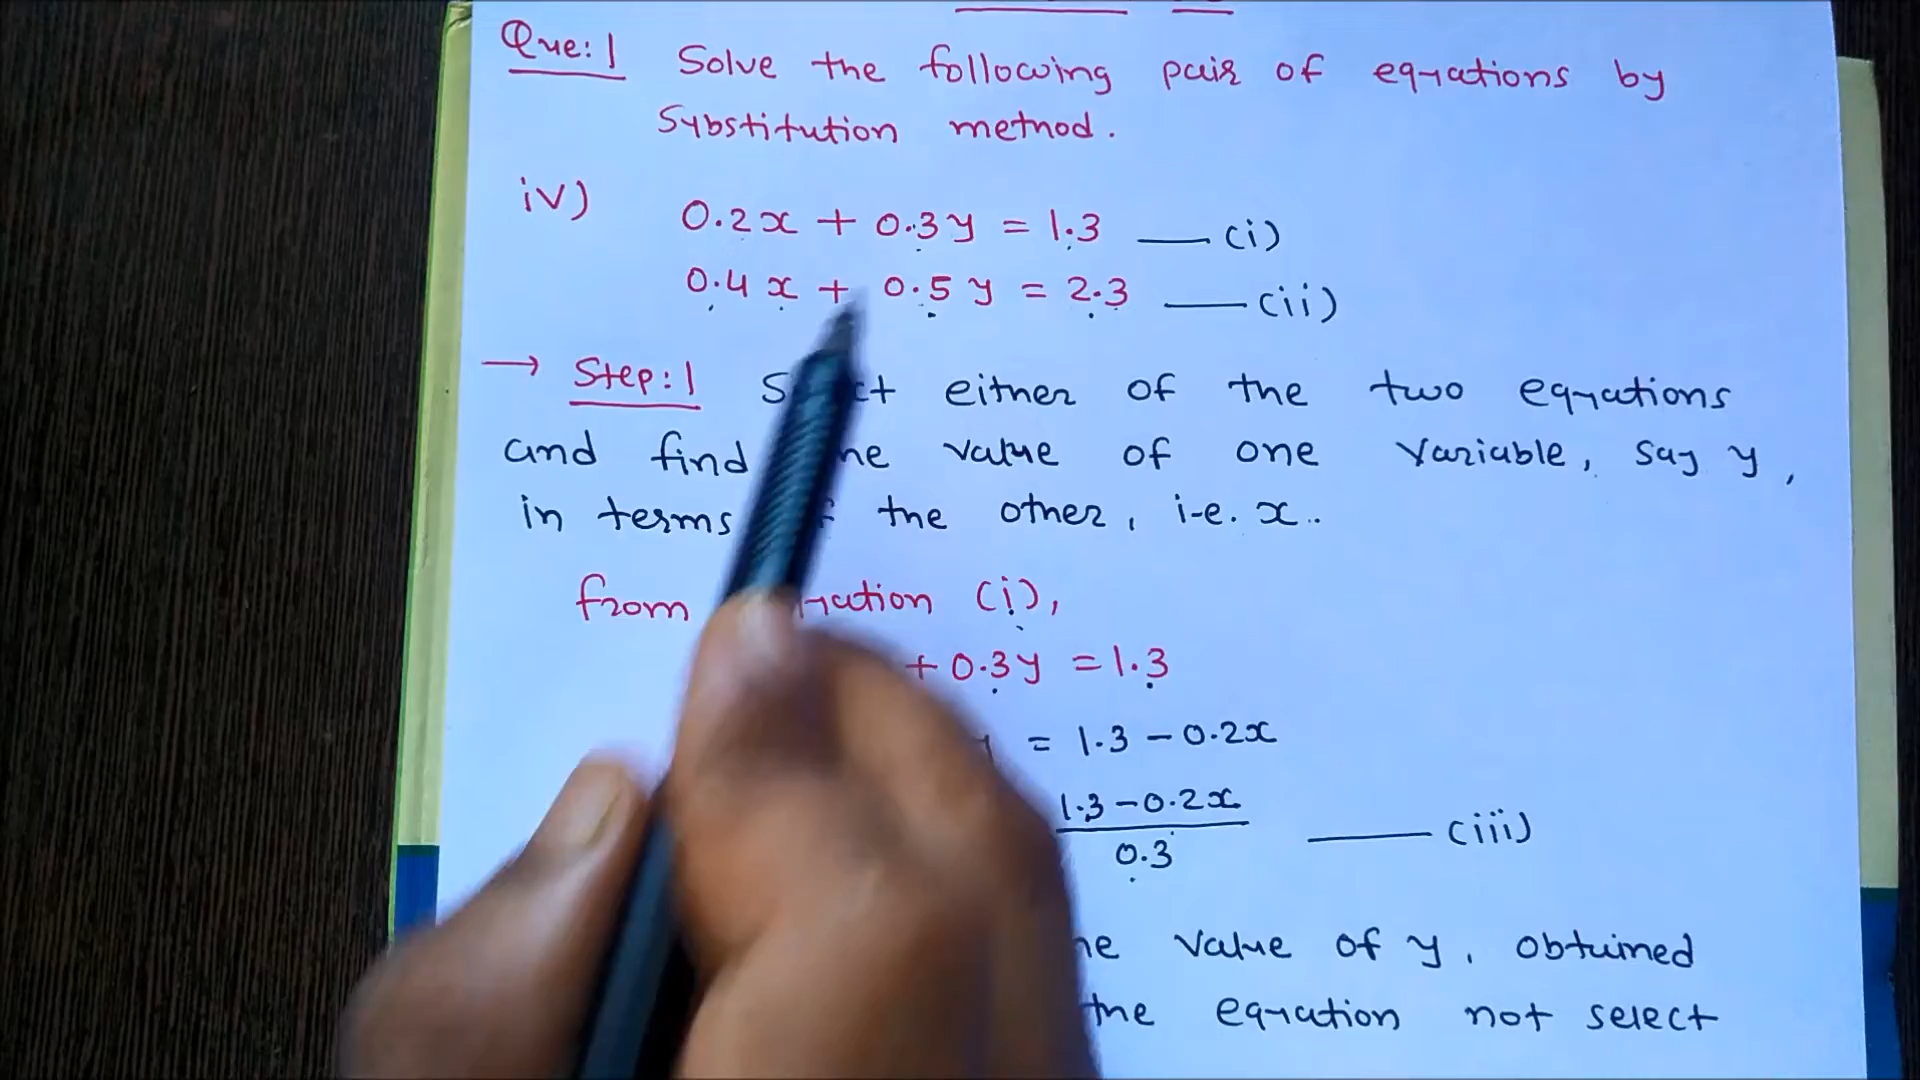 Que:1 Solve the following pair of equations by
Substitution method.
iv) 0.2x + 0.3y = 1.3 —— (i)
0.4x + 0.5y = 2.3 —— (ii)
→ Step:1 either of the two equations
and find value of one variable, say y,
in terms the other, i.e. x..
from (i),
+ 0.3y = 1.3
= 1.3 - 0.2x
1.3 - 0.2x
0.3 —— (iii)
value of y, obtained
the equation not select